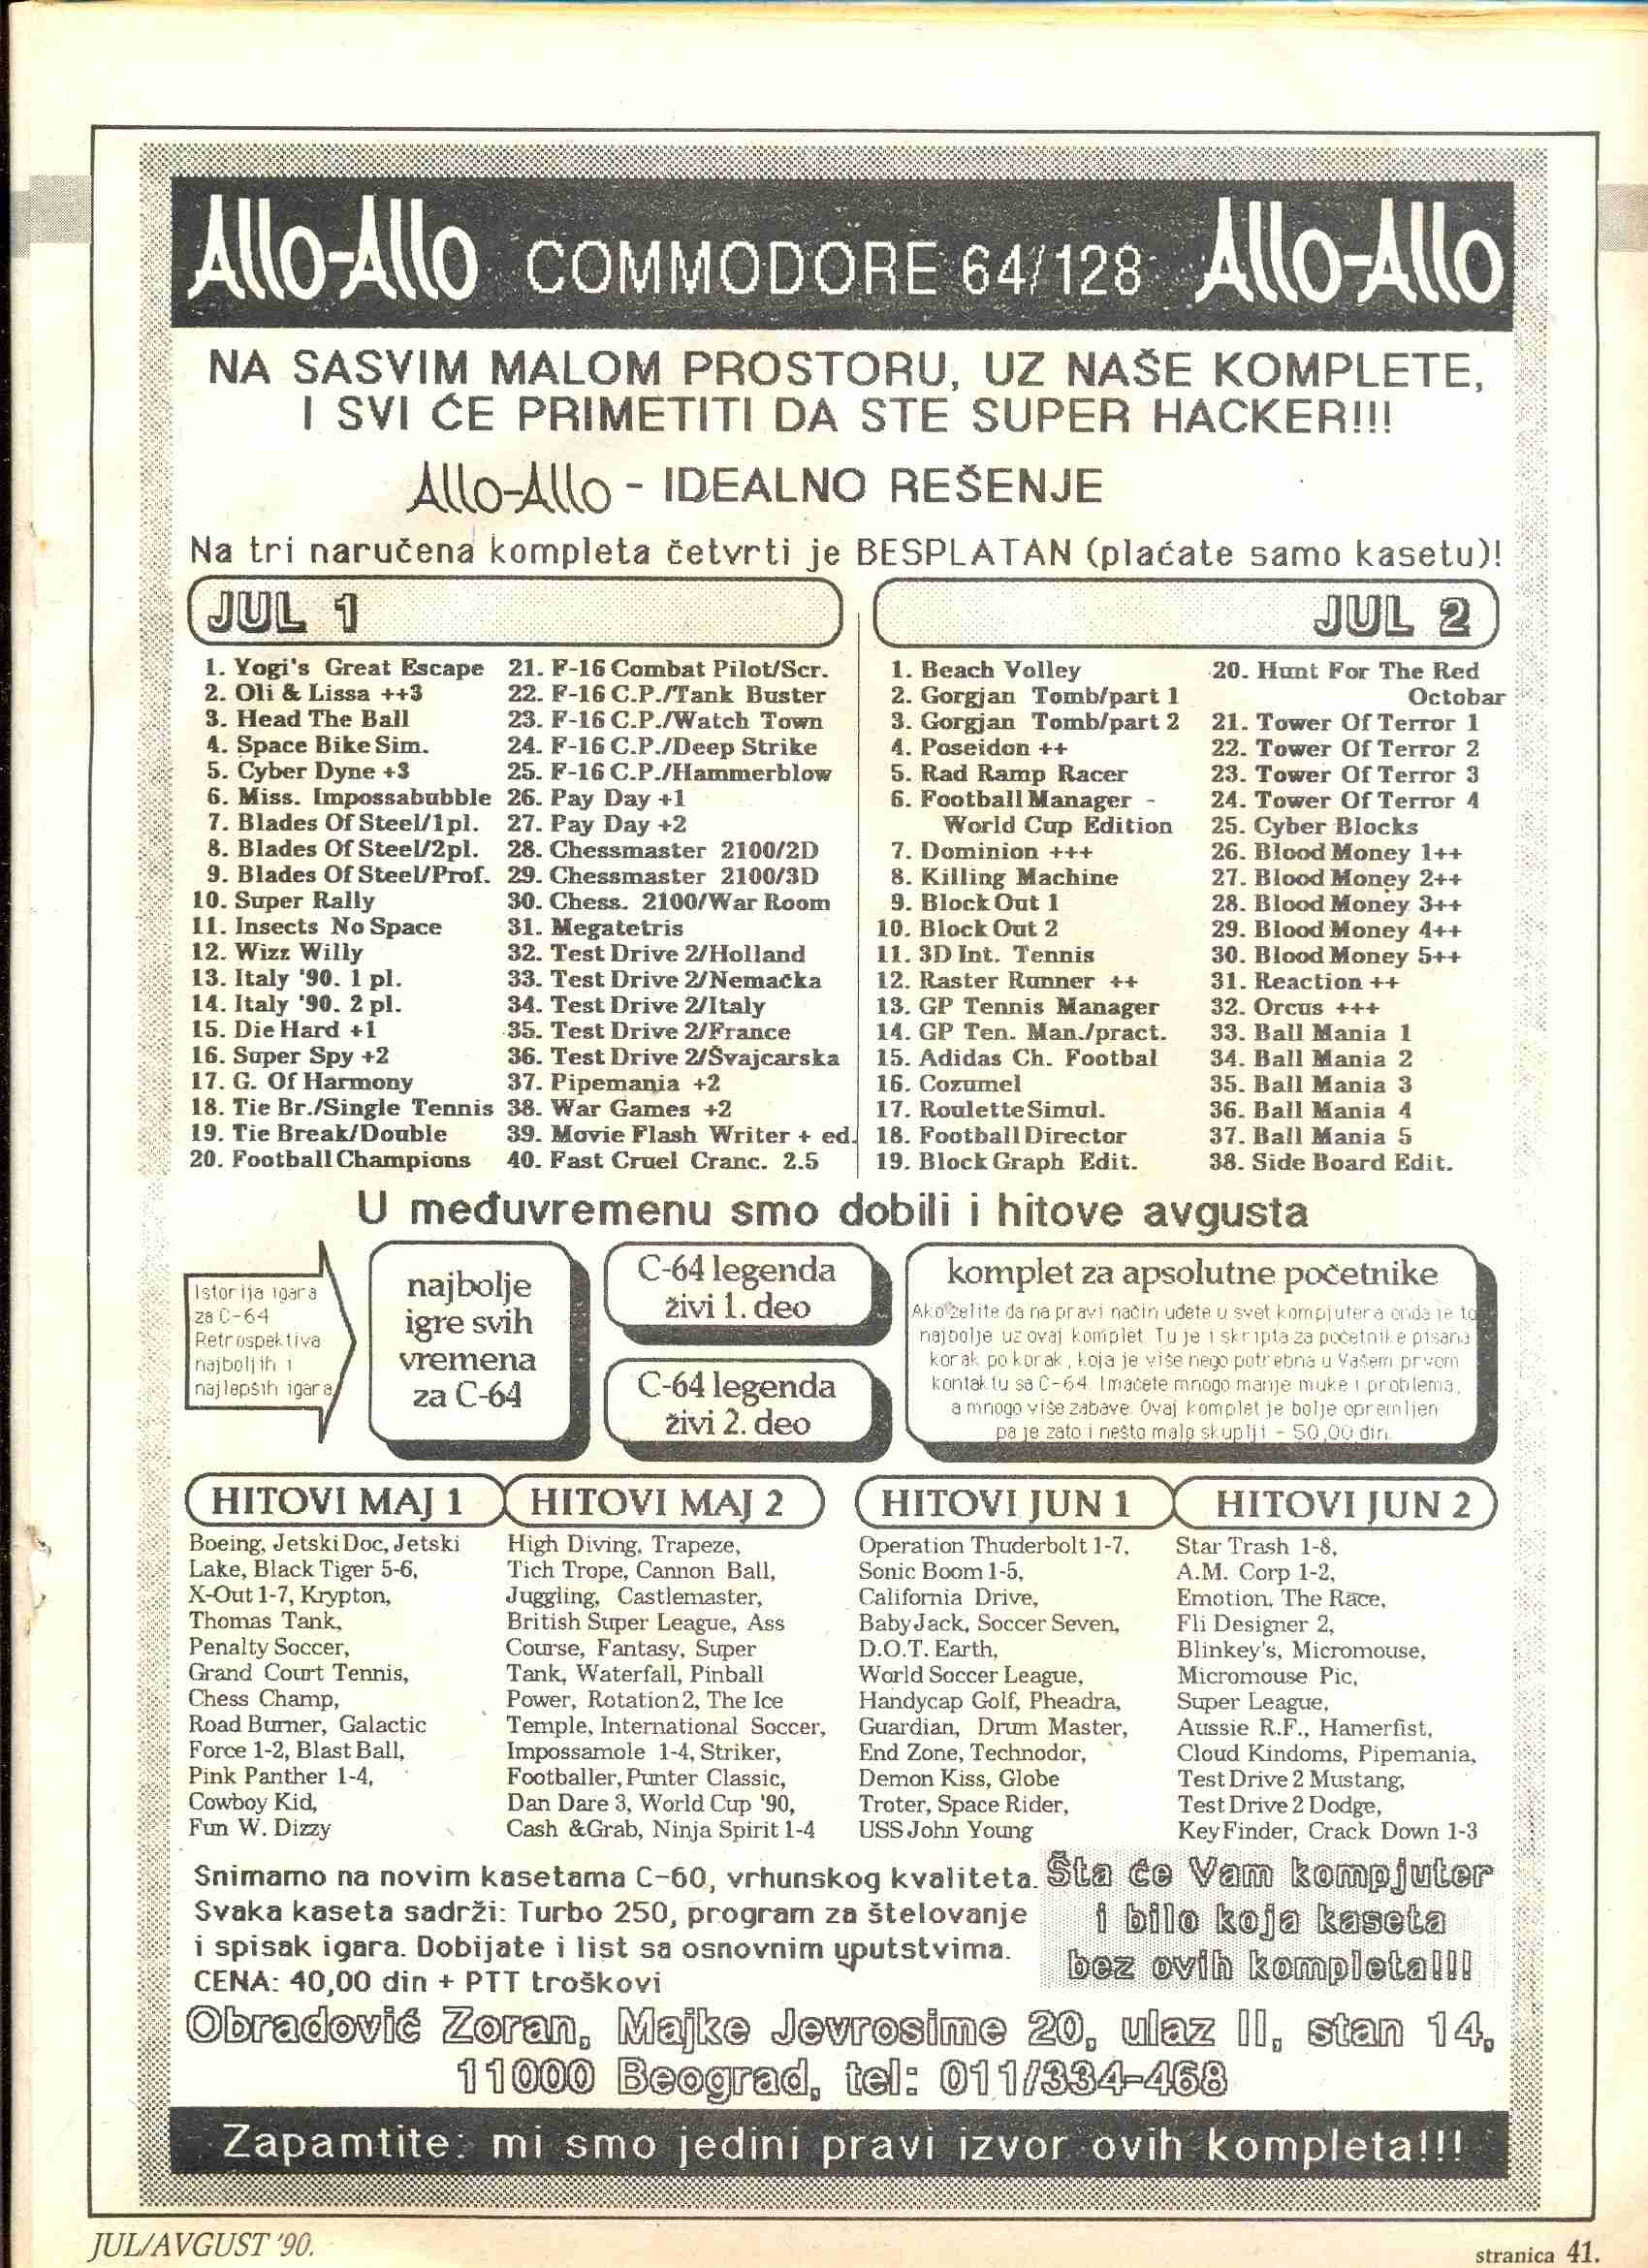 Allo-Allo COMMODORE 64/128 Allo-Allo
NA SASVIM MALOM PROSTORU, UZ NAŠE KOMPLETE,
I SVI ĆE PRIMETITI DA STE SUPER HACKER!!!
Allo-Allo - IDEALNO REŠENJE
Na tri naručena kompleta četvrti je BESPLATAN (plaćate samo kasetu)!
JUL 1
1. Yogi's Great Escape
2. Oli & Lissa ++3
3. Head The Ball
4. Space Bike Sim.
5. Cyber Dyne +3
6. Miss. Impossabubble
7. Blades Of Steel/1pl.
8. Blades Of Steel/2pl.
9. Blades Of Steel/Prof.
10. Super Rally
11. Insects No Space
12. Wizz Willy
13. Italy '90. 1 pl.
14. Italy '90. 2 pl.
15. Die Hard +1
16. Super Spy +2
17. G. Of Harmony
18. Tie Br./Single Tennis
19. Tie Break/Double
20. Football Champions
21. F-16 Combat Pilot/Scr.
22. F-16 C.P./Tank Buster
23. F-16 C.P./Watch Town
24. F-16 C.P./Deep Strike
25. F-16 C.P./Hammerblow
26. Pay Day +1
27. Pay Day +2
28. Chessmaster 2100/2D
29. Chessmaster 2100/3D
30. Chess. 2100/War Room
31. Megatetris
32. Test Drive 2/Holland
33. Test Drive 2/Nemačka
34. Test Drive 2/Italy
35. Test Drive 2/France
36. Test Drive 2/Švajcarska
37. Pipemania +2
38. War Games +2
39. Movie Flash Writer + ed.
40. Fast Cruel Cranc. 2.5
JUL 2
1. Beach Volley
2. Gorgjan Tomb/part 1
3. Gorgjan Tomb/part 2
4. Poseidon ++
5. Rad Ramp Racer
6. Football Manager -
World Cup Edition
7. Dominion +++
8. Killing Machine
9. Block Out 1
10. Block Out 2
11. 3D Int. Tennis
12. Raster Runner ++
13. GP Tennis Manager
14. GP Ten. Man./pract.
15. Adidas Ch. Footbal
16. Cozumel
17. Roulette Simul.
18. Football Director
19. Block Graph Edit.
20. Hunt For The Red
Octobar
21. Tower Of Terror 1
22. Tower Of Terror 2
23. Tower Of Terror 3
24. Tower Of Terror 4
25. Cyber Blocks
26. Blood Money 1++
27. Blood Money 2++
28. Blood Money 3++
29. Blood Money 4++
30. Blood Money 5++
31. Reaction ++
32. Orcus +++
33. Ball Mania 1
34. Ball Mania 2
35. Ball Mania 3
36. Ball Mania 4
37. Ball Mania 5
38. Side Board Edit.
U međuvremenu smo dobili i hitove avgusta
Istorija igara
za C-64
Retrospektiva
najboljih i
najlepših igara
najbolje
igre svih
vremena
za C-64
C-64 legenda
živi 1. deo
C-64 legenda
živi 2. deo
komplet za apsolutne početnike
Ako želite da na pravi način uđete u svet kompjutera onda je to
najbolje uz ovaj komplet. Tu je i skripta za početnike pisana
korak po korak, koja je više nego potrebna u Vašem prvom
kontaktu sa C-64. Imaćete mnogo manje muke i problema,
a mnogo više zabave. Ovaj komplet je bolje opremljen
pa je zato i nešto malo skuplji - 50,00 din.
HITOVI MAJ 1
Boeing, Jetski Doc, Jetski
Lake, Black Tiger 5-6,
X-Out 1-7, Krypton,
Thomas Tank,
Penalty Soccer,
Grand Court Tennis,
Chess Champ,
Road Burner, Galactic
Force 1-2, Blast Ball,
Pink Panther 1-4,
Cowboy Kid,
Fun W. Dizzy
HITOVI MAJ 2
High Diving, Trapeze,
Tich Trope, Cannon Ball,
Juggling, Castlemaster,
British Super League, Ass
Course, Fantasy, Super
Tank, Waterfall, Pinball
Power, Rotation 2, The Ice
Temple, International Soccer,
Impossamole 1-4, Striker,
Footballer, Punter Classic,
Dan Dare 3, World Cup '90,
Cash &Grab, Ninja Spirit 1-4
HITOVI JUN 1
Operation Thuderbolt 1-7,
Sonic Boom 1-5,
California Drive,
Baby Jack, Soccer Seven,
D.O.T. Earth,
World Soccer League,
Handycap Golf, Pheadra,
Guardian, Drum Master,
End Zone, Technodor,
Demon Kiss, Globe
Troter, Space Rider,
USS John Young
HITOVI JUN 2
Star Trash 1-8,
A.M. Corp 1-2,
Emotion, The Race,
Fli Designer 2,
Blinkey's, Micromouse,
Micromouse Pic,
Super League,
Aussie R.F., Hamerfist,
Cloud Kindoms, Pipemania,
Test Drive 2 Mustang,
Test Drive 2 Dodge,
Key Finder, Crack Down 1-3
Snimamo na novim kasetama C-60, vrhunskog kvaliteta.
Svaka kaseta sadrži: Turbo 250, program za štelovanje
i spisak igara. Dobijate i list sa osnovnim uputstvima.
CENA: 40,00 din + PTT troškovi
Šta će Vam kompjuter
i bilo koja kaseta
bez ovih kompleta!!!
Obradović Zoran, Majke Jevrosime 20, ulaz II, stan 14,
11000 Beograd, tel: 011/334-468
Zapamtite: mi smo jedini pravi izvor ovih kompleta!!!
JUL/AVGUST '90.
stranica 41.